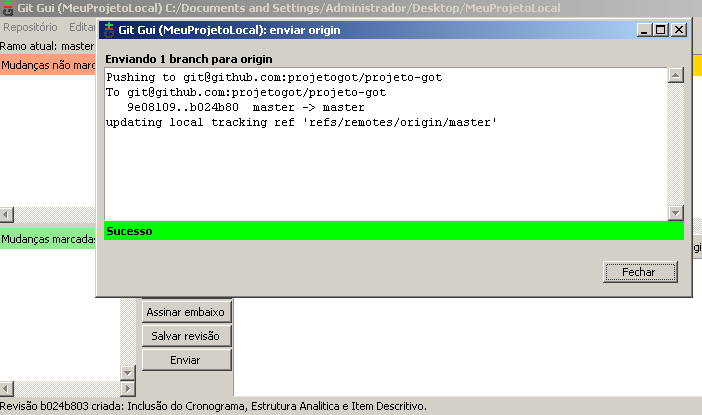 Git Gui (MeuProjetoLocal) C:/Documents and Settings/Administrador/Desktop/MeuProjetoLocal
Repositório Editar
Ramo atual: master
Mudanças não marc
Git Gui (MeuProjetoLocal): enviar origin
Enviando 1 branch para origin
Pushing to git@github.com:projetogot/projeto-got
To git@github.com:projetogot/projeto-got
9e08109..b024b80 master -> master
updating local tracking ref 'refs/remotes/origin/master'
Sucesso
Fechar
Mudanças marcadas
gi
Assinar embaixo
Salvar revisão
Enviar
Revisão b024b803 criada: Inclusão do Cronograma, Estrutura Analitica e Item Descritivo.